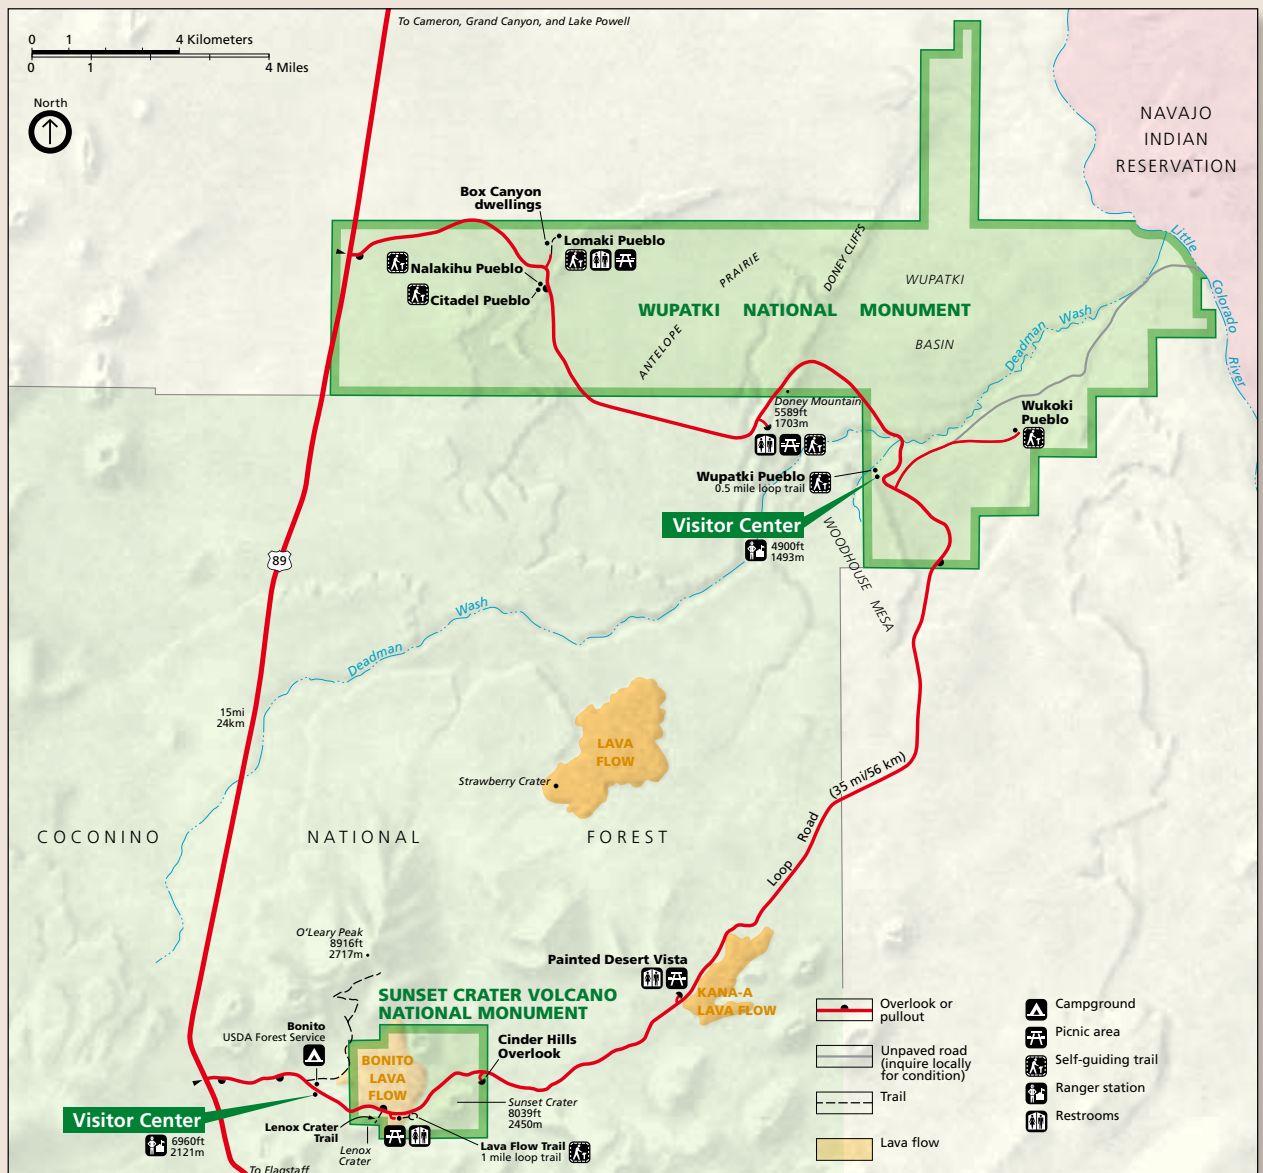 To Cameron, Grand Canyon, and Lake Powell
0 1 4 Kilometers
0 1 4 Miles
North
NAVAJO
INDIAN
RESERVATION
Box Canyon
dwellings
Lomaki Pueblo
Nalakihu Pueblo
Citadel Pueblo
ANTELOPE
PRAIRIE
DONEY CLIFFS
WUPATKI
BASIN
WUPATKI NATIONAL MONUMENT
Deadman Wash
Little
Colorado
River
Doney Mountain
5589ft
1703m
Wukoki
Pueblo
Wupatki Pueblo
0.5 mile loop trail
Visitor Center
4900ft
1493m
WOODHOUSE MESA
89
Deadman Wash
15mi
24km
LAVA
FLOW
Strawberry Crater
COCONINO NATIONAL FOREST
Loop Road (35 mi/56 km)
O'Leary Peak
8916ft
2717m
Painted Desert Vista
KANA-A
LAVA FLOW
SUNSET CRATER VOLCANO
NATIONAL MONUMENT
Bonito
USDA Forest Service
Cinder Hills
Overlook
BONITO
LAVA
FLOW
Sunset Crater
8039ft
2450m
Visitor Center
6960ft
2121m
Lenox Crater
Trail
Lenox
Crater
Lava Flow Trail
1 mile loop trail
To Flagstaff
Overlook or
pullout
Unpaved road
(inquire locally
for condition)
Trail
Lava flow
Campground
Picnic area
Self-guiding trail
Ranger station
Restrooms